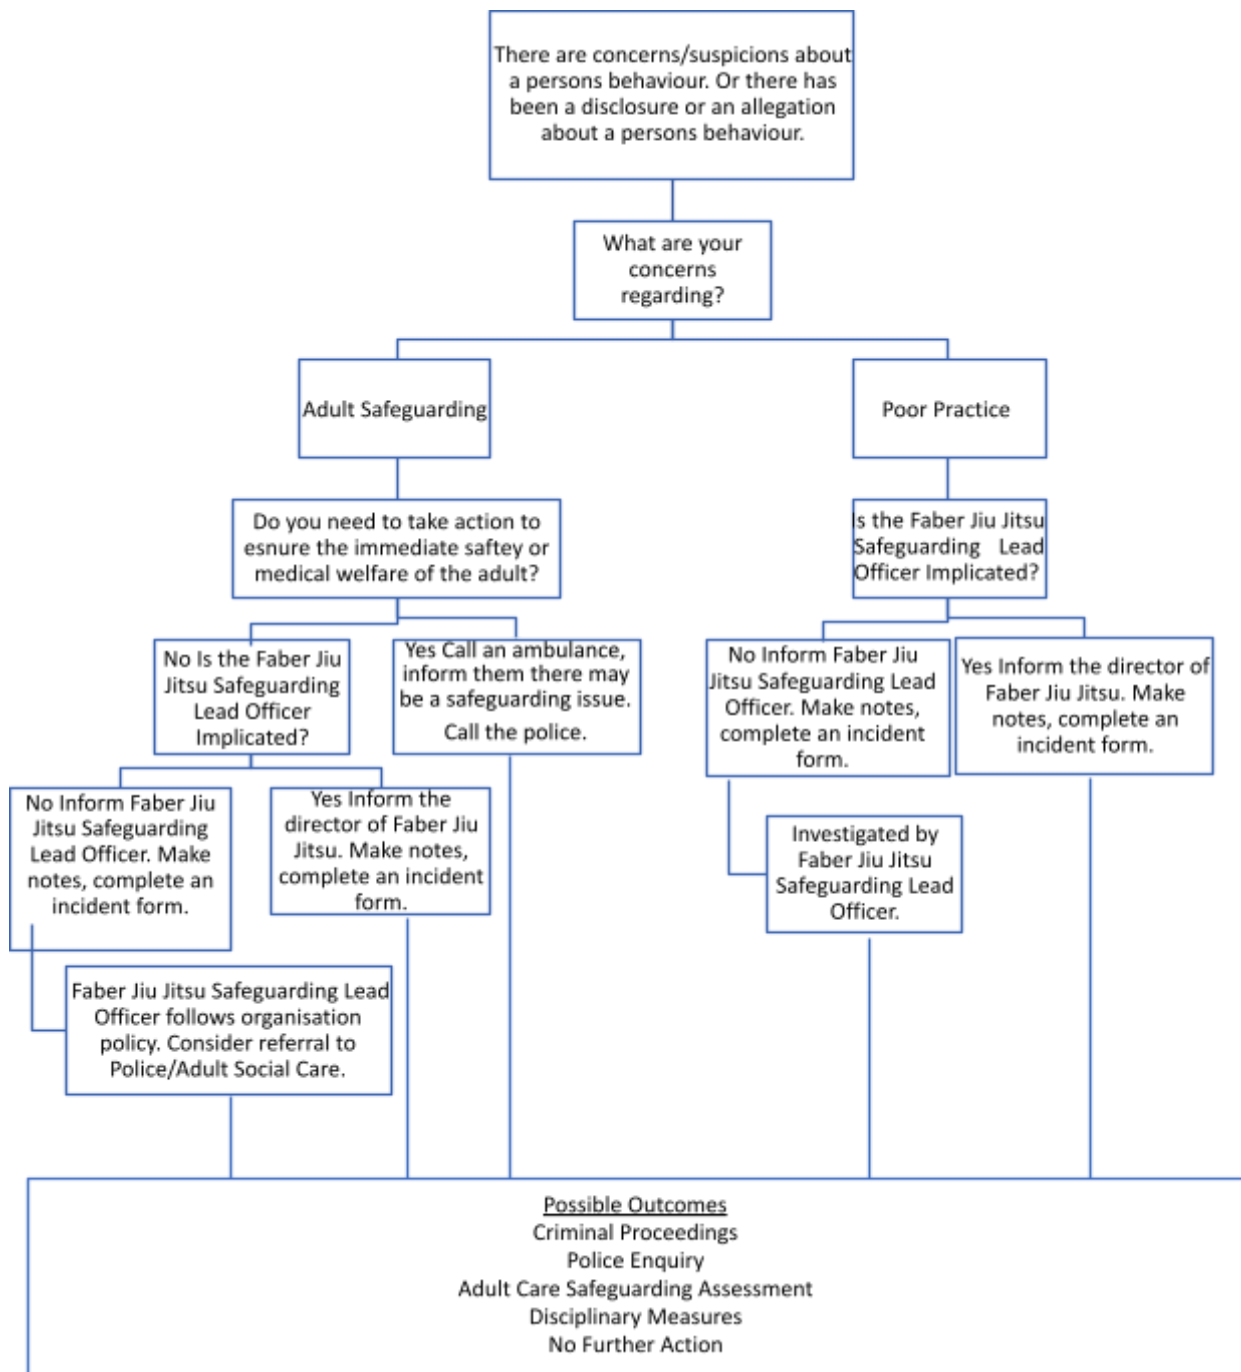 There are concerns/suspicions about
a persons behaviour. Or there has
been a disclosure or an allegation
about a persons behaviour.
What are your
concerns
regarding?
Adult Safeguarding
Poor Practice
Do you need to take action to
esnure the immediate saftey or
medical welfare of the adult?
Is the Faber Jiu Jitsu
Safeguarding Lead
Officer Implicated?
No Is the Faber Jiu
Jitsu Safeguarding
Lead Officer
Implicated?
Yes Call an ambulance,
inform them there may
be a safeguarding issue.
Call the police.
No Inform Faber Jiu
Jitsu Safeguarding Lead
Officer. Make notes,
complete an incident
form.
Yes Inform the director of
Faber Jiu Jitsu. Make
notes, complete an
incident form.
No Inform Faber Jiu
Jitsu Safeguarding
Lead Officer. Make
notes, complete an
incident form.
Yes Inform the
director of Faber Jiu
Jitsu. Make notes,
complete an incident
form.
Investigated by
Faber Jiu Jitsu
Safeguarding Lead
Officer.
Faber Jiu Jitsu Safeguarding Lead
Officer follows organisation
policy. Consider referral to
Police/Adult Social Care.
Possible Outcomes
Criminal Proceedings
Police Enquiry
Adult Care Safeguarding Assessment
Disciplinary Measures
No Further Action